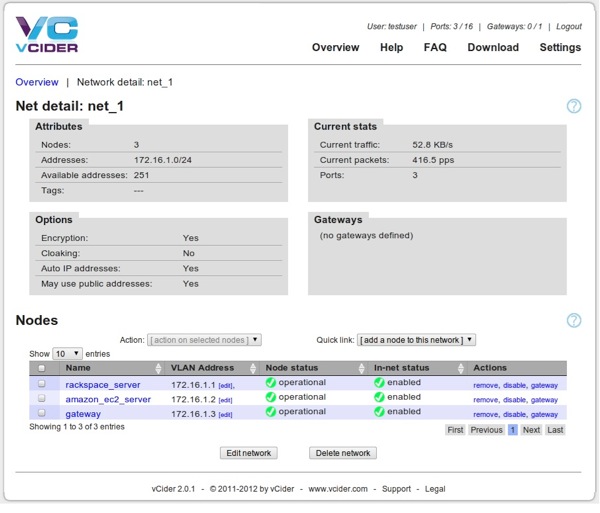 VC
VCIDER
User: testuser | Ports: 3 / 16 | Gateways: 0 / 1 | Logout
Overview Help FAQ Download Settings
Overview | Network detail: net_1
Net detail: net_1 ?
Attributes
Nodes: 3
Addresses: 172.16.1.0/24
Available addresses: 251
Tags: ---
Current stats
Current traffic: 52.8 KB/s
Current packets: 416.5 pps
Ports: 3
Options
Encryption: Yes
Cloaking: No
Auto IP addresses: Yes
May use public addresses: Yes
Gateways
(no gateways defined)
Nodes ?
Action: [ action on selected nodes ] Quick link: [ add a node to this network ]
Show 10 entries
Name VLAN Address Node status In-net status Actions
rackspace_server 172.16.1.1 [edit], operational enabled remove, disable, gateway
amazon_ec2_server 172.16.1.2 [edit] operational enabled remove, disable, gateway
gateway 172.16.1.3 [edit] operational enabled remove, disable, gateway
Showing 1 to 3 of 3 entries First Previous 1 Next Last
Edit network Delete network
vCider 2.0.1 - © 2011-2012 by vCider - www.vcider.com - Support - Legal